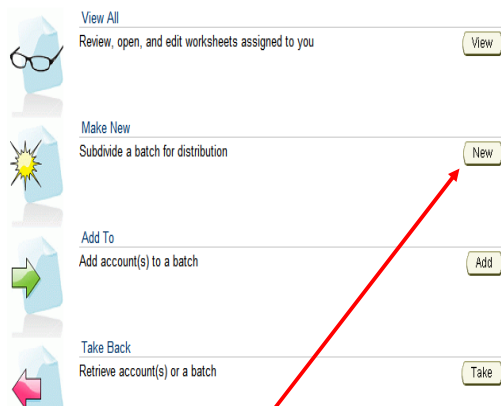 View All
Review, open, and edit worksheets assigned to you
View
Make New
Subdivide a batch for distribution
New
Add To
Add account(s) to a batch
Add
Take Back
Retrieve account(s) or a batch
Take